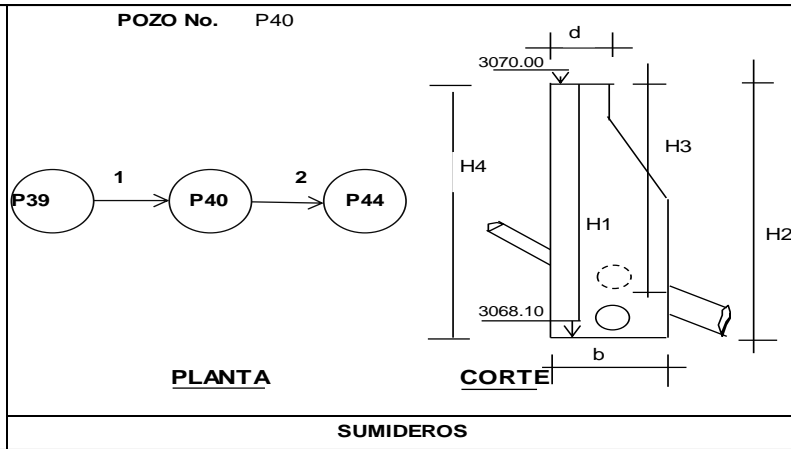 POZO No. P40
d
3070.00
H4
H3
1
2
P39
P40
P44
H1
H2
3068.10
b
PLANTA
CORTE
SUMIDEROS